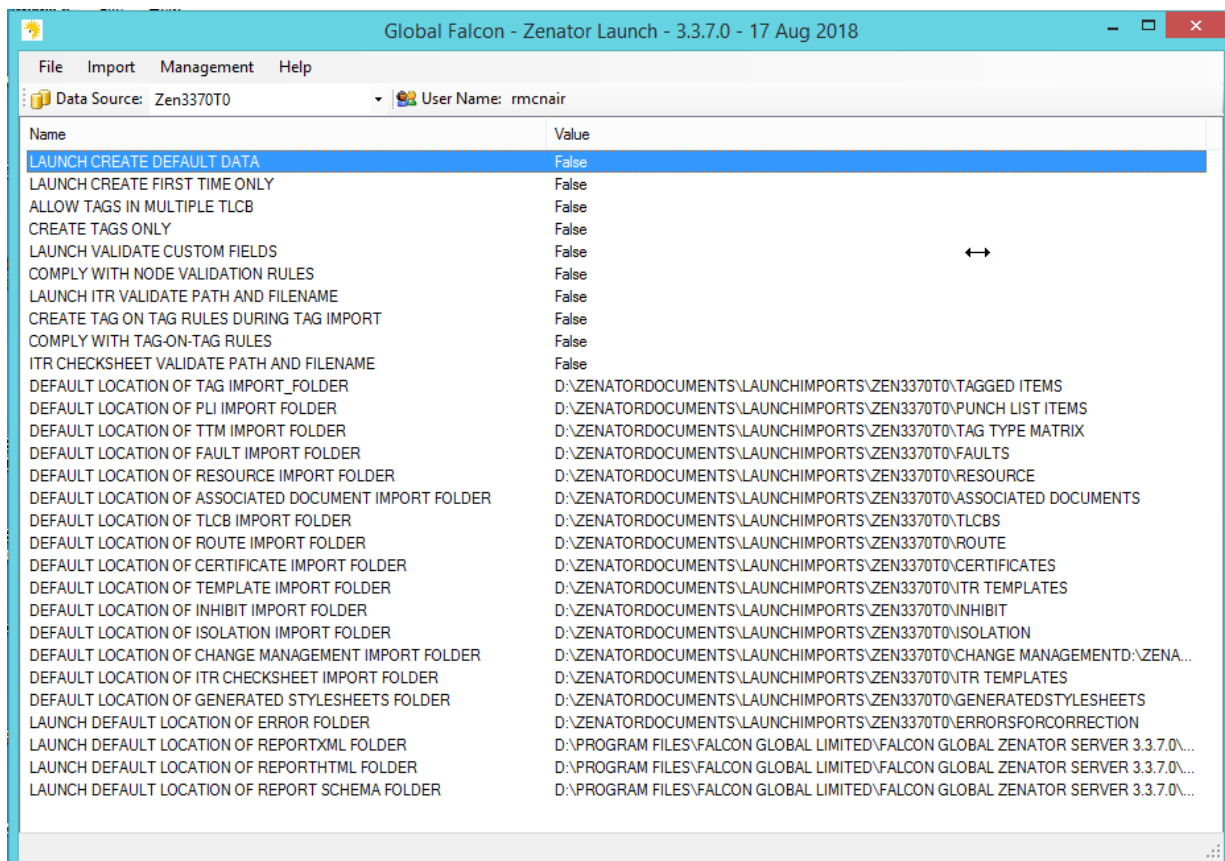 Global Falcon - Zenator Launch - 3.3.7.0 - 17 Aug 2018
File Import Management Help
Data Source: Zen3370T0 User Name: rmcnair
Name Value
LAUNCH CREATE DEFAULT DATA False
LAUNCH CREATE FIRST TIME ONLY False
ALLOW TAGS IN MULTIPLE TLCB False
CREATE TAGS ONLY False
LAUNCH VALIDATE CUSTOM FIELDS False
COMPLY WITH NODE VALIDATION RULES False
LAUNCH ITR VALIDATE PATH AND FILENAME False
CREATE TAG ON TAG RULES DURING TAG IMPORT False
COMPLY WITH TAG-ON-TAG RULES False
ITR CHECKSHEET VALIDATE PATH AND FILENAME False
DEFAULT LOCATION OF TAG IMPORT_FOLDER D:\ZENATORDOCUMENTS\LAUNCHIMPORTS\ZEN3370T0\TAGGED ITEMS
DEFAULT LOCATION OF PLI IMPORT FOLDER D:\ZENATORDOCUMENTS\LAUNCHIMPORTS\ZEN3370T0\PUNCH LIST ITEMS
DEFAULT LOCATION OF TTM IMPORT FOLDER D:\ZENATORDOCUMENTS\LAUNCHIMPORTS\ZEN3370T0\TAG TYPE MATRIX
DEFAULT LOCATION OF FAULT IMPORT FOLDER D:\ZENATORDOCUMENTS\LAUNCHIMPORTS\ZEN3370T0\FAULTS
DEFAULT LOCATION OF RESOURCE IMPORT FOLDER D:\ZENATORDOCUMENTS\LAUNCHIMPORTS\ZEN3370T0\RESOURCE
DEFAULT LOCATION OF ASSOCIATED DOCUMENT IMPORT FOLDER D:\ZENATORDOCUMENTS\LAUNCHIMPORTS\ZEN3370T0\ASSOCIATED DOCUMENTS
DEFAULT LOCATION OF TLCB IMPORT FOLDER D:\ZENATORDOCUMENTS\LAUNCHIMPORTS\ZEN3370T0\TLCBS
DEFAULT LOCATION OF ROUTE IMPORT FOLDER D:\ZENATORDOCUMENTS\LAUNCHIMPORTS\ZEN3370T0\ROUTE
DEFAULT LOCATION OF CERTIFICATE IMPORT FOLDER D:\ZENATORDOCUMENTS\LAUNCHIMPORTS\ZEN3370T0\CERTIFICATES
DEFAULT LOCATION OF TEMPLATE IMPORT FOLDER D:\ZENATORDOCUMENTS\LAUNCHIMPORTS\ZEN3370T0\ITR TEMPLATES
DEFAULT LOCATION OF INHIBIT IMPORT FOLDER D:\ZENATORDOCUMENTS\LAUNCHIMPORTS\ZEN3370T0\INHIBIT
DEFAULT LOCATION OF ISOLATION IMPORT FOLDER D:\ZENATORDOCUMENTS\LAUNCHIMPORTS\ZEN3370T0\ISOLATION
DEFAULT LOCATION OF CHANGE MANAGEMENT IMPORT FOLDER D:\ZENATORDOCUMENTS\LAUNCHIMPORTS\ZEN3370T0\CHANGE MANAGEMENTD:\ZENA...
DEFAULT LOCATION OF ITR CHECKSHEET IMPORT FOLDER D:\ZENATORDOCUMENTS\LAUNCHIMPORTS\ZEN3370T0\ITR TEMPLATES
DEFAULT LOCATION OF GENERATED STYLESHEETS FOLDER D:\ZENATORDOCUMENTS\LAUNCHIMPORTS\ZEN3370T0\GENERATEDSTYLESHEETS
LAUNCH DEFAULT LOCATION OF ERROR FOLDER D:\ZENATORDOCUMENTS\LAUNCHIMPORTS\ZEN3370T0\ERRORSFORCORRECTION
LAUNCH DEFAULT LOCATION OF REPORTXML FOLDER D:\PROGRAM FILES\FALCON GLOBAL LIMITED\FALCON GLOBAL ZENATOR SERVER 3.3.7.0\...
LAUNCH DEFAULT LOCATION OF REPORTHTML FOLDER D:\PROGRAM FILES\FALCON GLOBAL LIMITED\FALCON GLOBAL ZENATOR SERVER 3.3.7.0\...
LAUNCH DEFAULT LOCATION OF REPORT SCHEMA FOLDER D:\PROGRAM FILES\FALCON GLOBAL LIMITED\FALCON GLOBAL ZENATOR SERVER 3.3.7.0\...